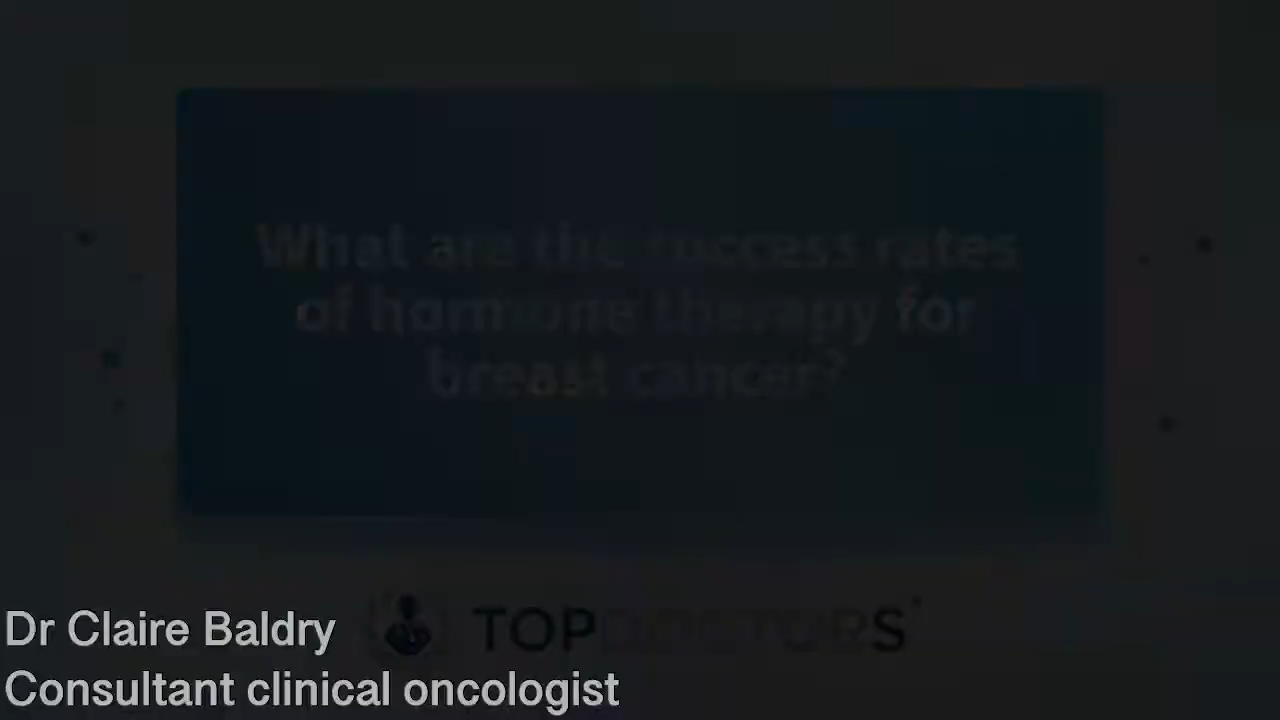 What are the success rates
of hormone therapy for
breast cancer?
TOPDOCTORS
Dr Claire Baldry
Consultant clinical oncologist